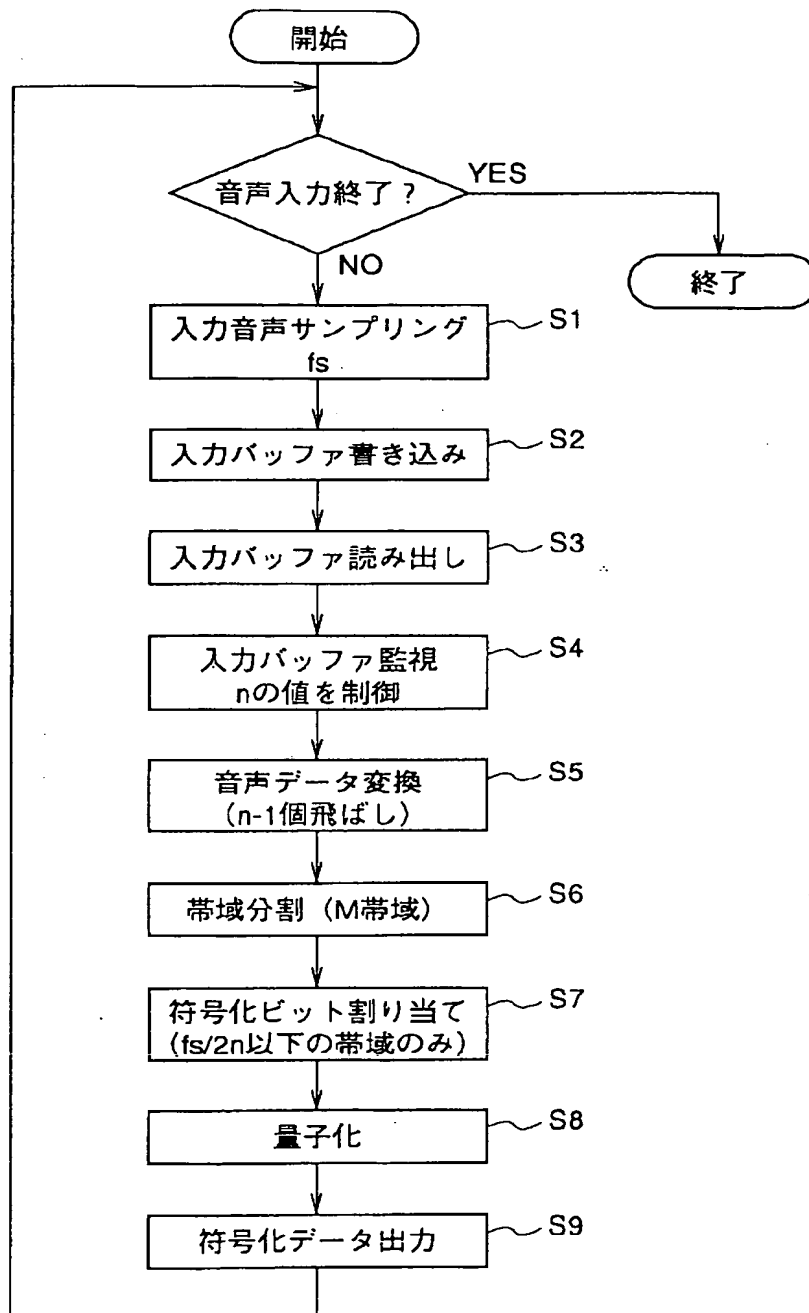 開始
音声入力終了?
YES
NO
終了
入力音声サンプリング
fs
S1
入力バッファ書き込み
S2
入力バッファ読み出し
S3
入力バッファ監視
nの値を制御
S4
音声データ変換
(n-1個飛ばし)
S5
帯域分割(M帯域)
S6
符号化ビット割り当て
(fs/2n以下の帯域のみ)
S7
量子化
S8
符号化データ出力
S9